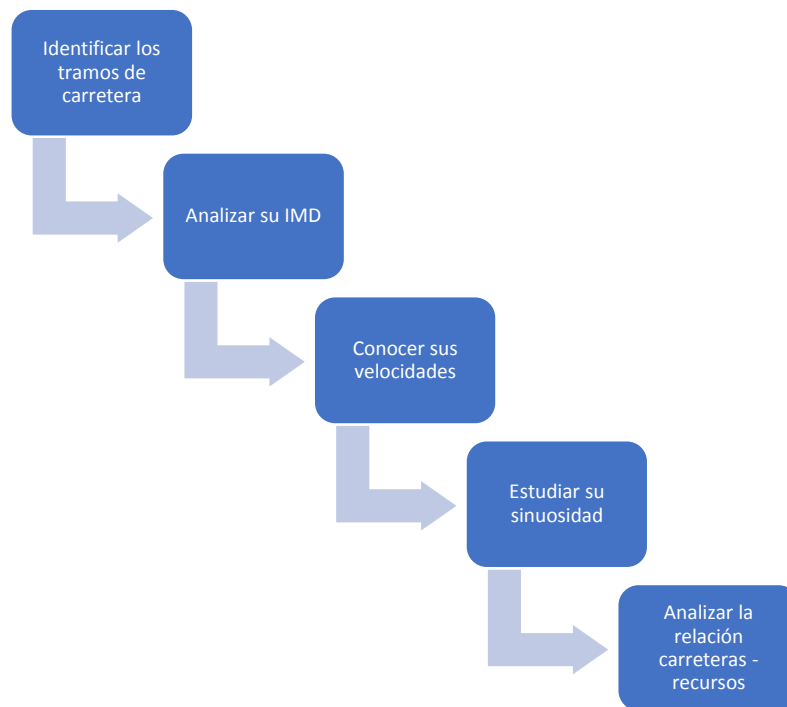 Identificar los
tramos de
carretera
Analizar su IMD
Conocer sus
velocidades
Estudiar su
sinuosidad
Analizar la
relación
carreteras -
recursos